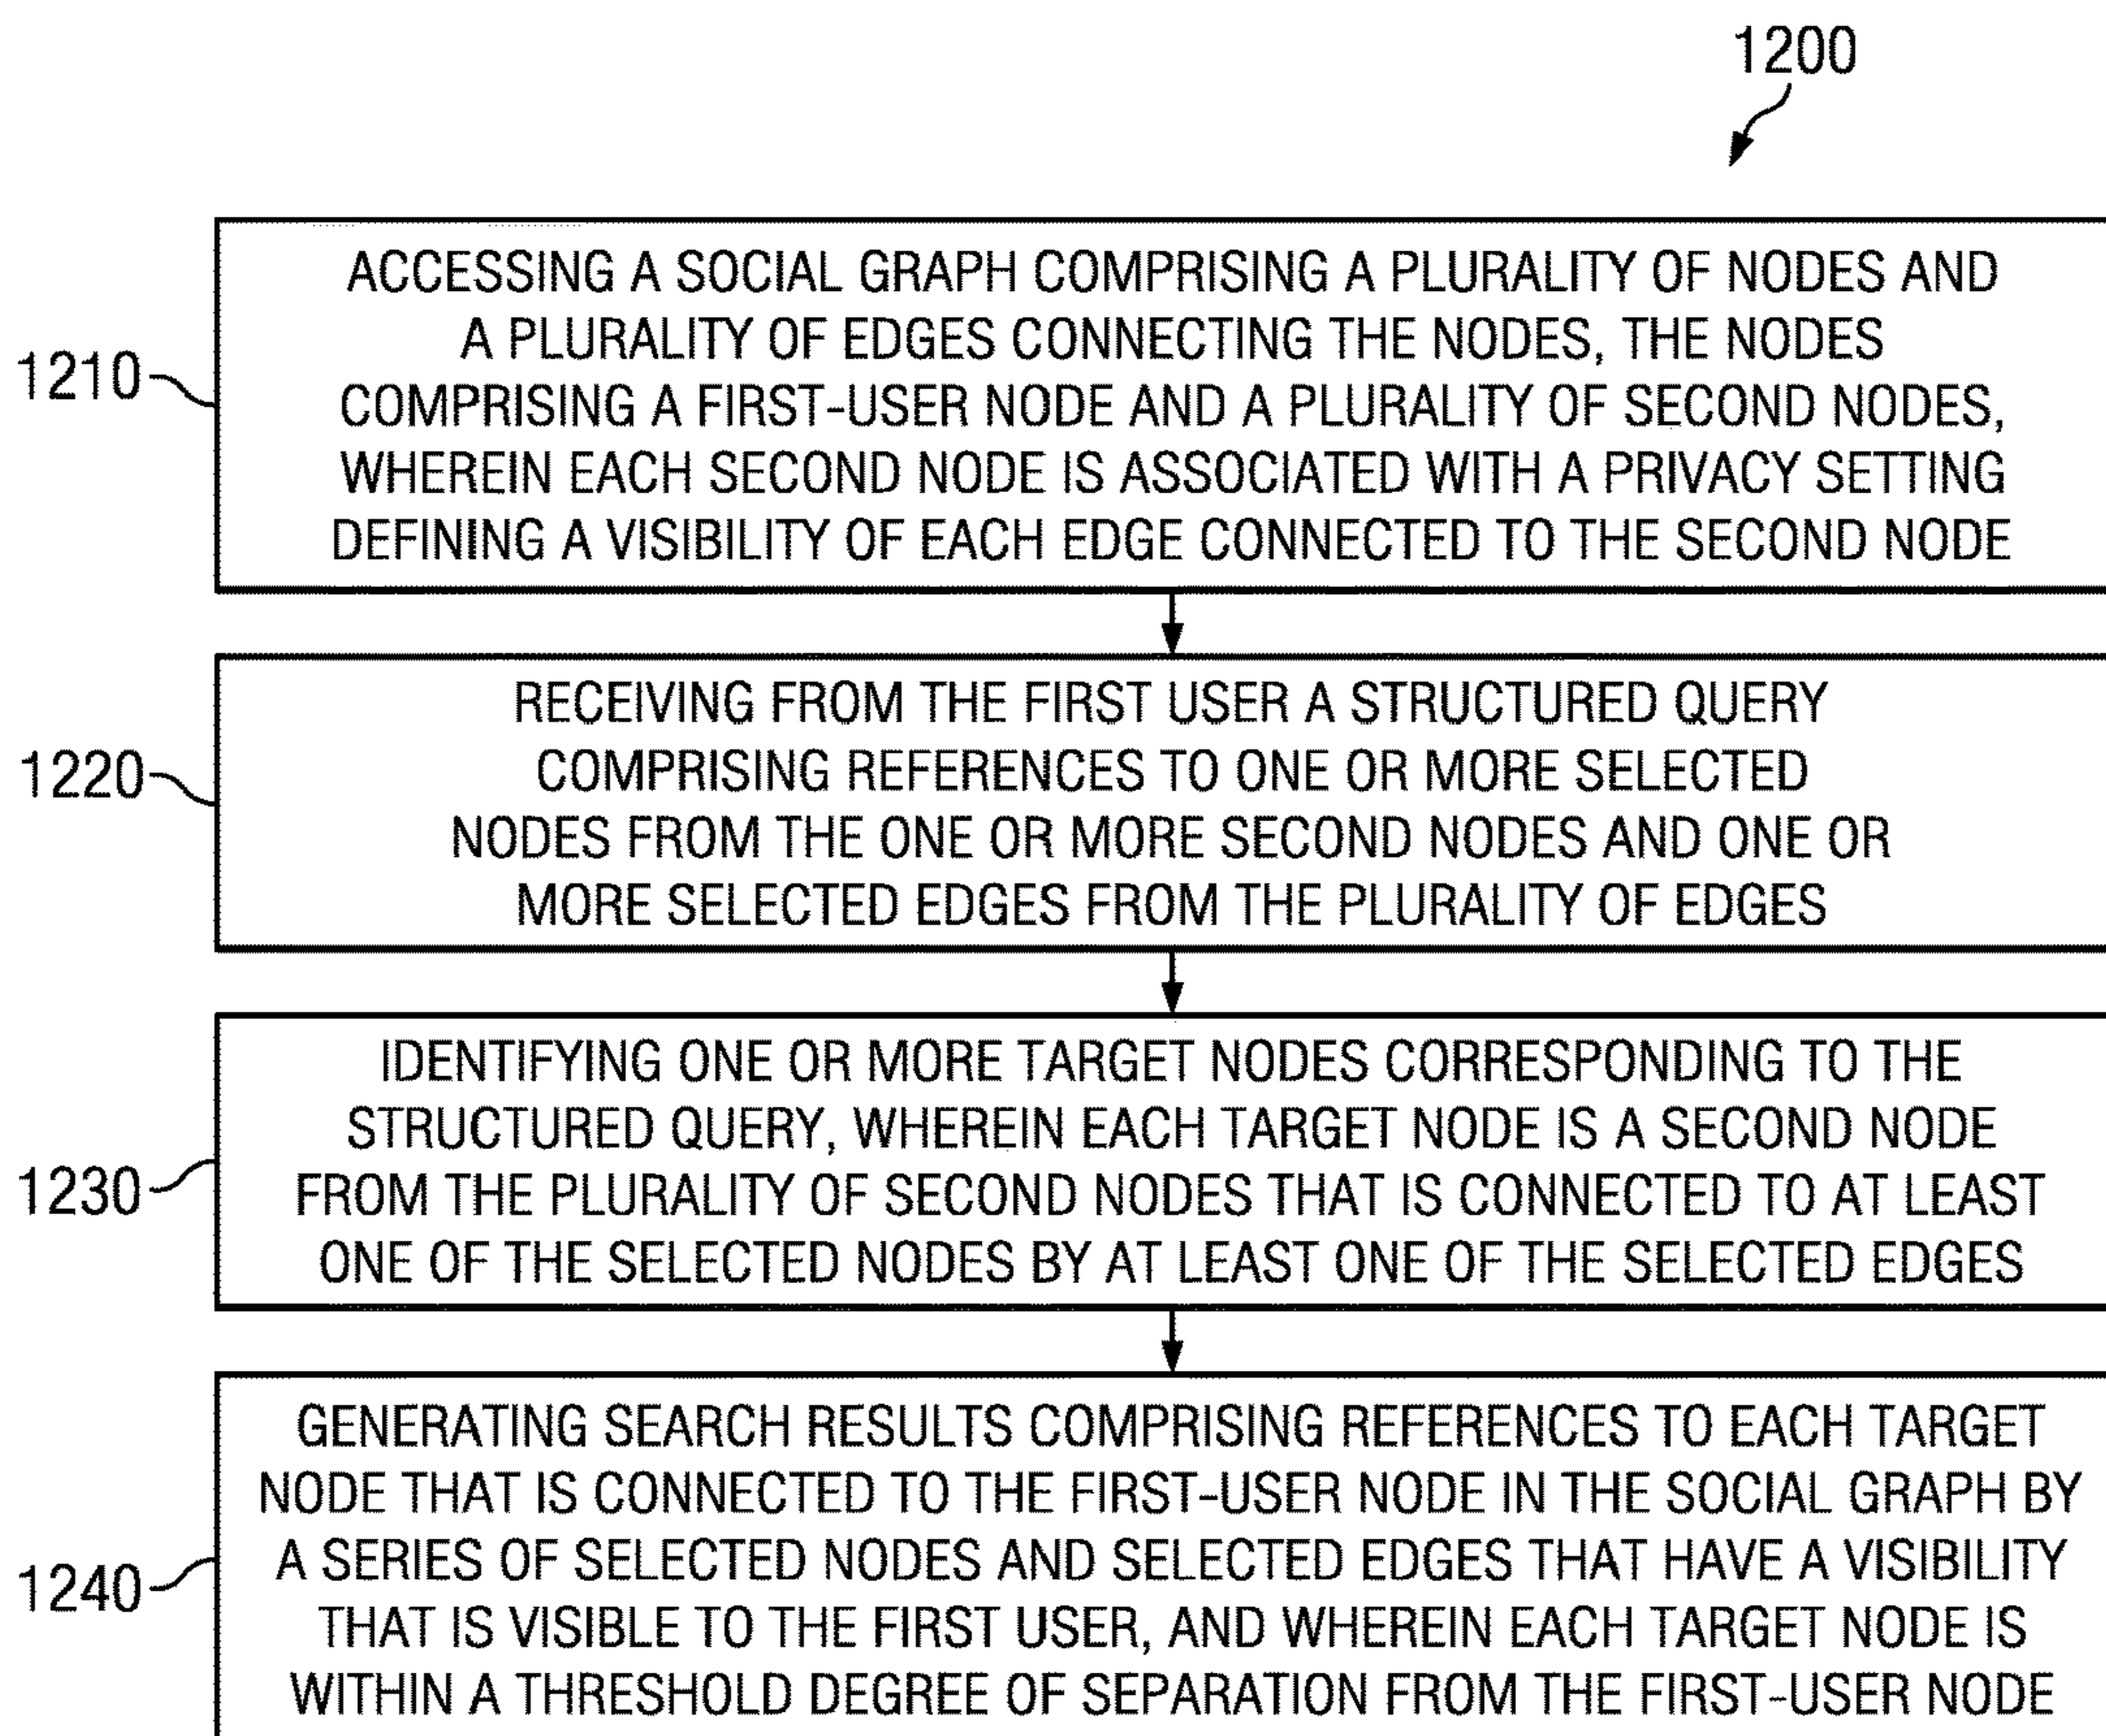 1200
1210
ACCESSING A SOCIAL GRAPH COMPRISING A PLURALITY OF NODES AND
A PLURALITY OF EDGES CONNECTING THE NODES, THE NODES
COMPRISING A FIRST-USER NODE AND A PLURALITY OF SECOND NODES,
WHEREIN EACH SECOND NODE IS ASSOCIATED WITH A PRIVACY SETTING
DEFINING A VISIBILITY OF EACH EDGE CONNECTED TO THE SECOND NODE
1220
RECEIVING FROM THE FIRST USER A STRUCTURED QUERY
COMPRISING REFERENCES TO ONE OR MORE SELECTED
NODES FROM THE ONE OR MORE SECOND NODES AND ONE OR
MORE SELECTED EDGES FROM THE PLURALITY OF EDGES
1230
IDENTIFYING ONE OR MORE TARGET NODES CORRESPONDING TO THE
STRUCTURED QUERY, WHEREIN EACH TARGET NODE IS A SECOND NODE
FROM THE PLURALITY OF SECOND NODES THAT IS CONNECTED TO AT LEAST
ONE OF THE SELECTED NODES BY AT LEAST ONE OF THE SELECTED EDGES
1240
GENERATING SEARCH RESULTS COMPRISING REFERENCES TO EACH TARGET
NODE THAT IS CONNECTED TO THE FIRST-USER NODE IN THE SOCIAL GRAPH BY
A SERIES OF SELECTED NODES AND SELECTED EDGES THAT HAVE A VISIBILITY
THAT IS VISIBLE TO THE FIRST USER, AND WHEREIN EACH TARGET NODE IS
WITHIN A THRESHOLD DEGREE OF SEPARATION FROM THE FIRST-USER NODE